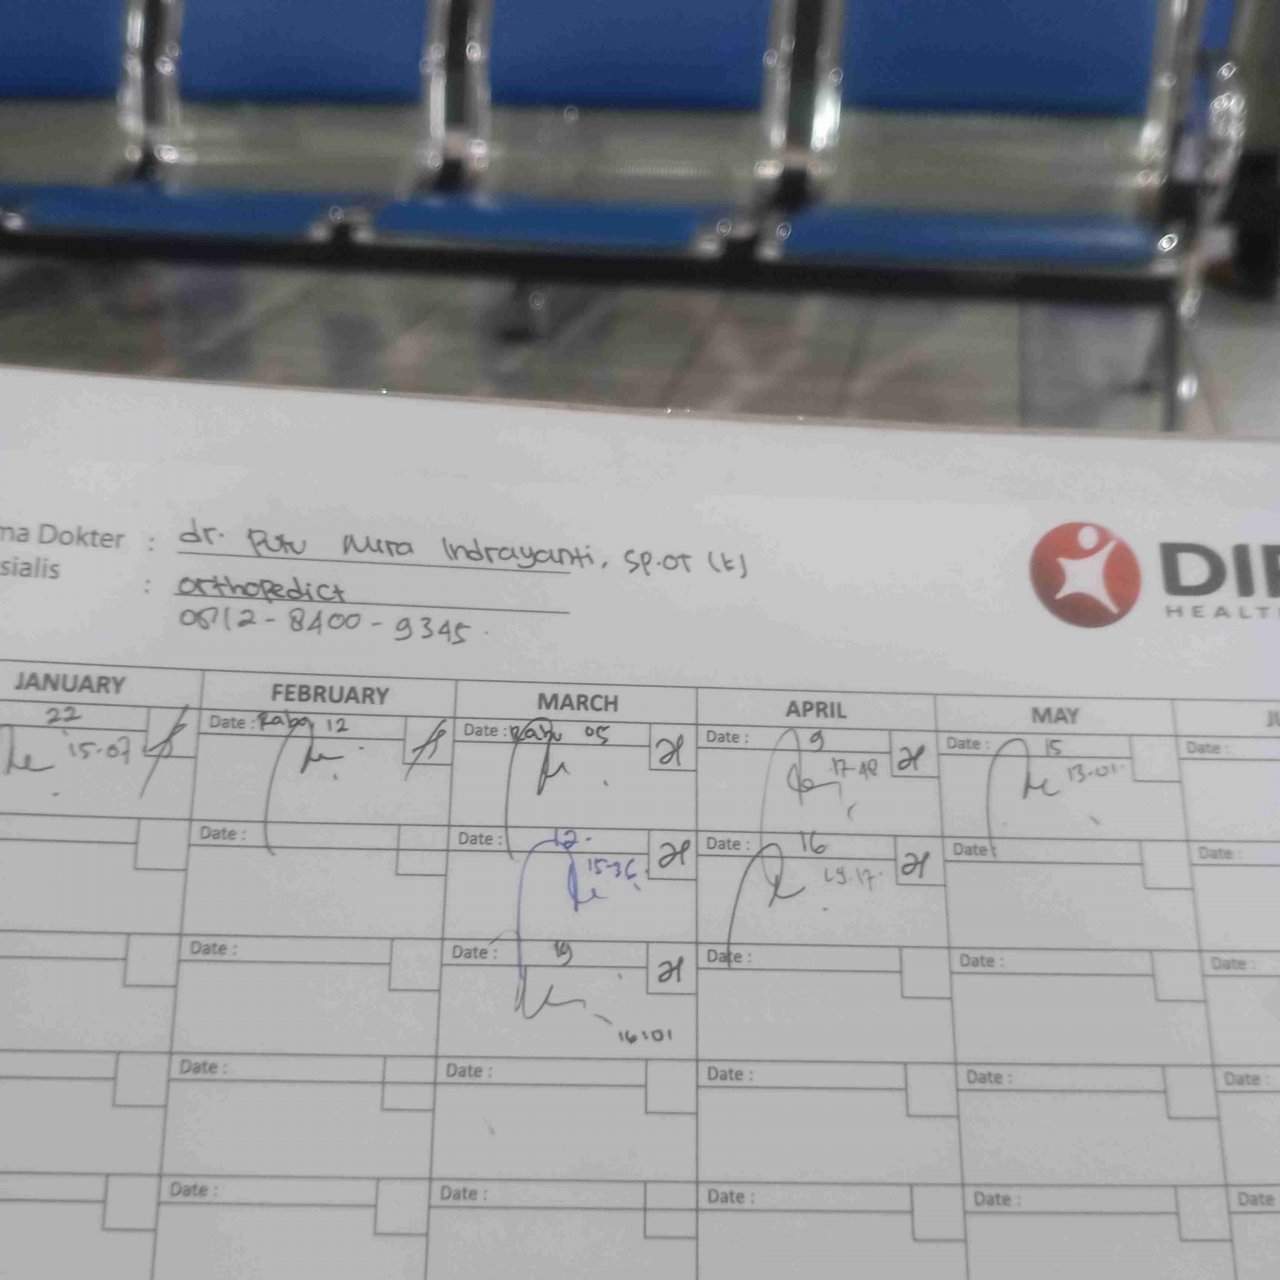 ma Dokter : dr. Putu Mira Indrayanti, Sp.OT (K)
sialis : Orthopedict
0812-8400-9345
DI
HEALT
JANUARY FEBRUARY MARCH APRIL MAY J
22 Date : Rabu 12 Date : Rabu 05 Date : 9 Date : 15 Date :
15-07 17-48 13-01
Date : Date : 12 Date : 16 Date : Date :
15-36 19.17
Date : Date : 19 Date : Date : Date :
16:01
Date : Date : Date : Date : Date :
Date : Date : Date : Date : Date